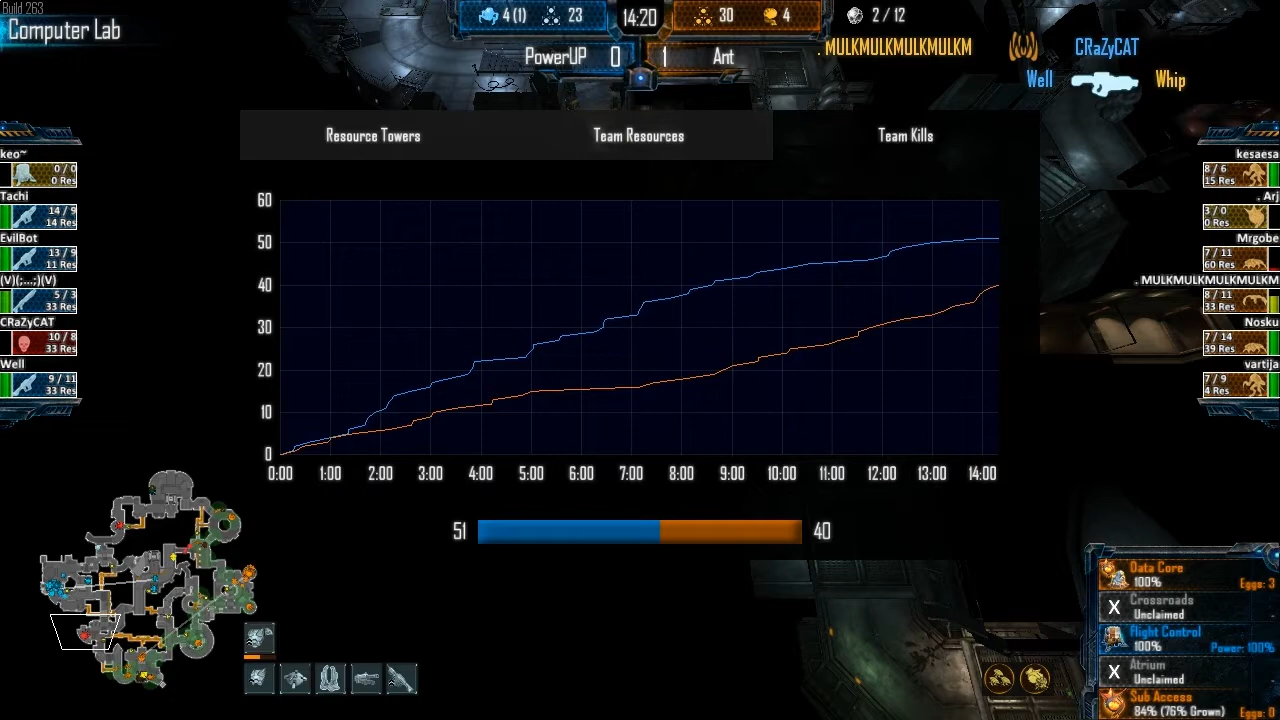 Build 263
Computer Lab
4 (1) 23 14:20 30 4 2 / 12
PowerUP 0 1 Ant
. MULKMULKMULKMULKM CRaZyCAT
Well Whip
Resource Towers Team Resources Team Kills
keo~
0 / 0
0 Res
Tachi
14 / 9
14 Res
EvilBot
13 / 9
11 Res
(V)(;,,,;)(V)
5 / 3
33 Res
CRaZyCAT
10 / 8
33 Res
Well
9 / 11
33 Res
60
50
40
30
20
10
0
0:00 1:00 2:00 3:00 4:00 5:00 6:00 7:00 8:00 9:00 10:00 11:00 12:00 13:00 14:00
51 40
kesaesa
8 / 6
15 Res
. Arj
3 / 0
0 Res
Mrgobe
7 / 11
60 Res
. MULKMULKMULKMULKM
8 / 11
33 Res
Nosku
7 / 14
39 Res
vartija
7 / 9
4 Res
Data Core
100% Eggs: 3
X Crossroads
Unclaimed
Flight Control
100% Power: 100%
X Atrium
Unclaimed
Sub Access
84% (76% Grown) Eggs: 0